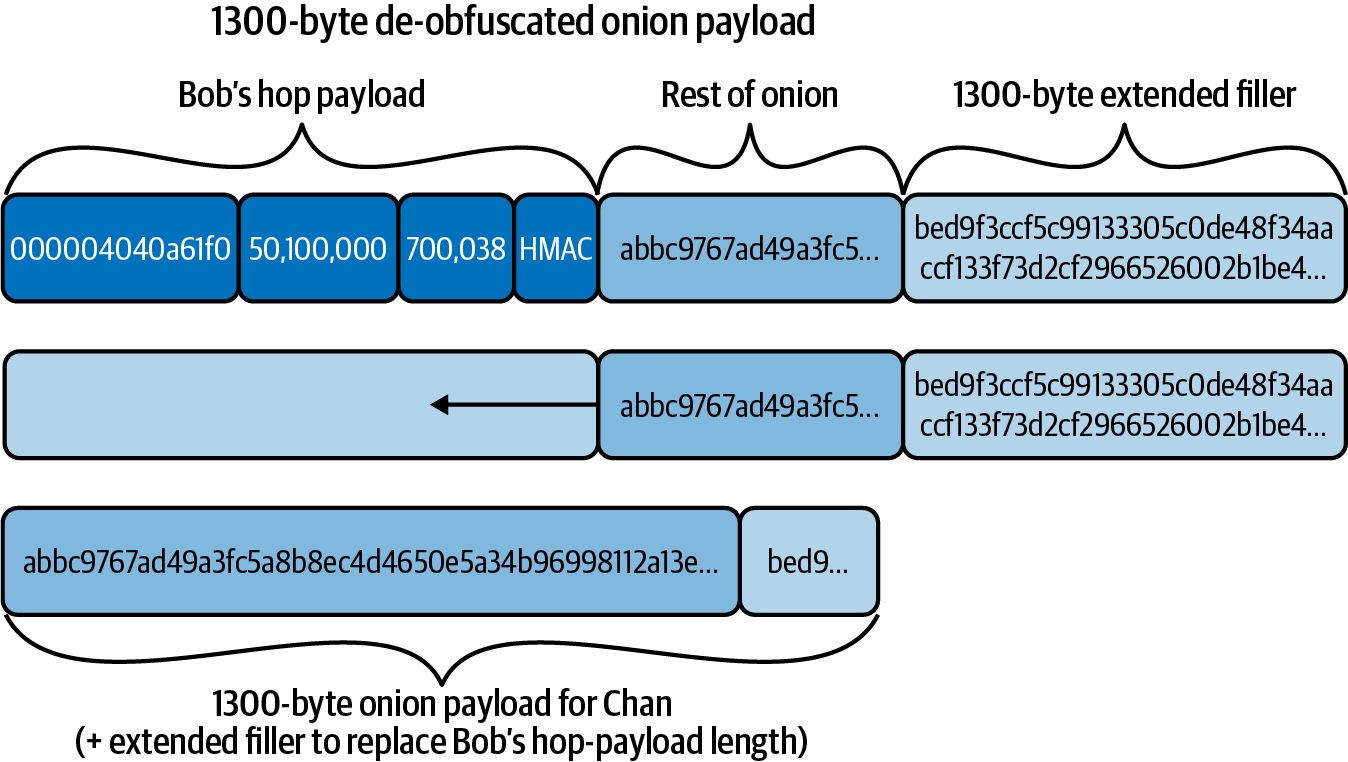 1300-byte de-obfuscated onion payload
Bob's hop payload
Rest of onion
1300-byte extended filler
000004040a61f0
50,100,000
700,038
HMAC
abbc9767ad49a3fc5...
bed9f3ccf5c99133305c0de48f34aa
ccf133f73d2cf2966526002b1be4...
abbc9767ad49a3fc5...
bed9f3ccf5c99133305c0de48f34aa
ccf133f73d2cf2966526002b1be4...
abbc9767ad49a3fc5a8b8ec4d4650e5a34b96998112a13e...
bed9...
1300-byte onion payload for Chan
(+ extended filler to replace Bob's hop-payload length)